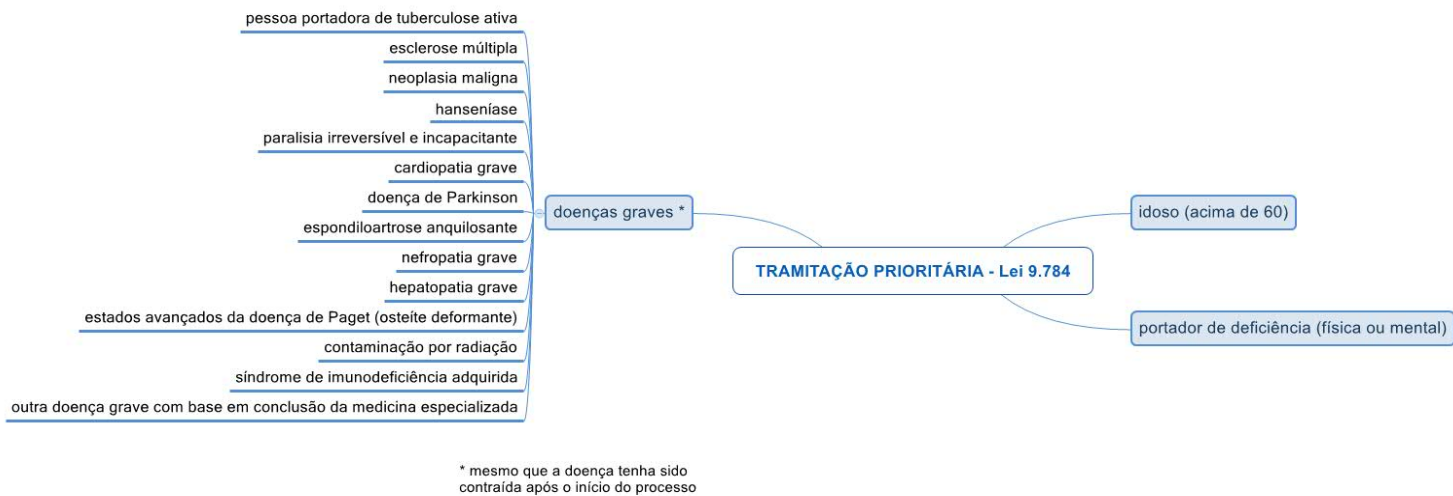 pessoa portadora de tuberculose ativa
esclerose múltipla
neoplasia maligna
hanseníase
paralisia irreversível e incapacitante
cardiopatia grave
doença de Parkinson
espondiloartrose anquilosante
nefropatia grave
hepatopatia grave
estados avançados da doença de Paget (osteíte deformante)
contaminação por radiação
síndrome de imunodeficiência adquirida
outra doença grave com base em conclusão da medicina especializada
doenças graves *
* mesmo que a doença tenha sido
contraída após o início do processo
TRAMITAÇÃO PRIORITÁRIA - Lei 9.784
idoso (acima de 60)
portador de deficiência (física ou mental)